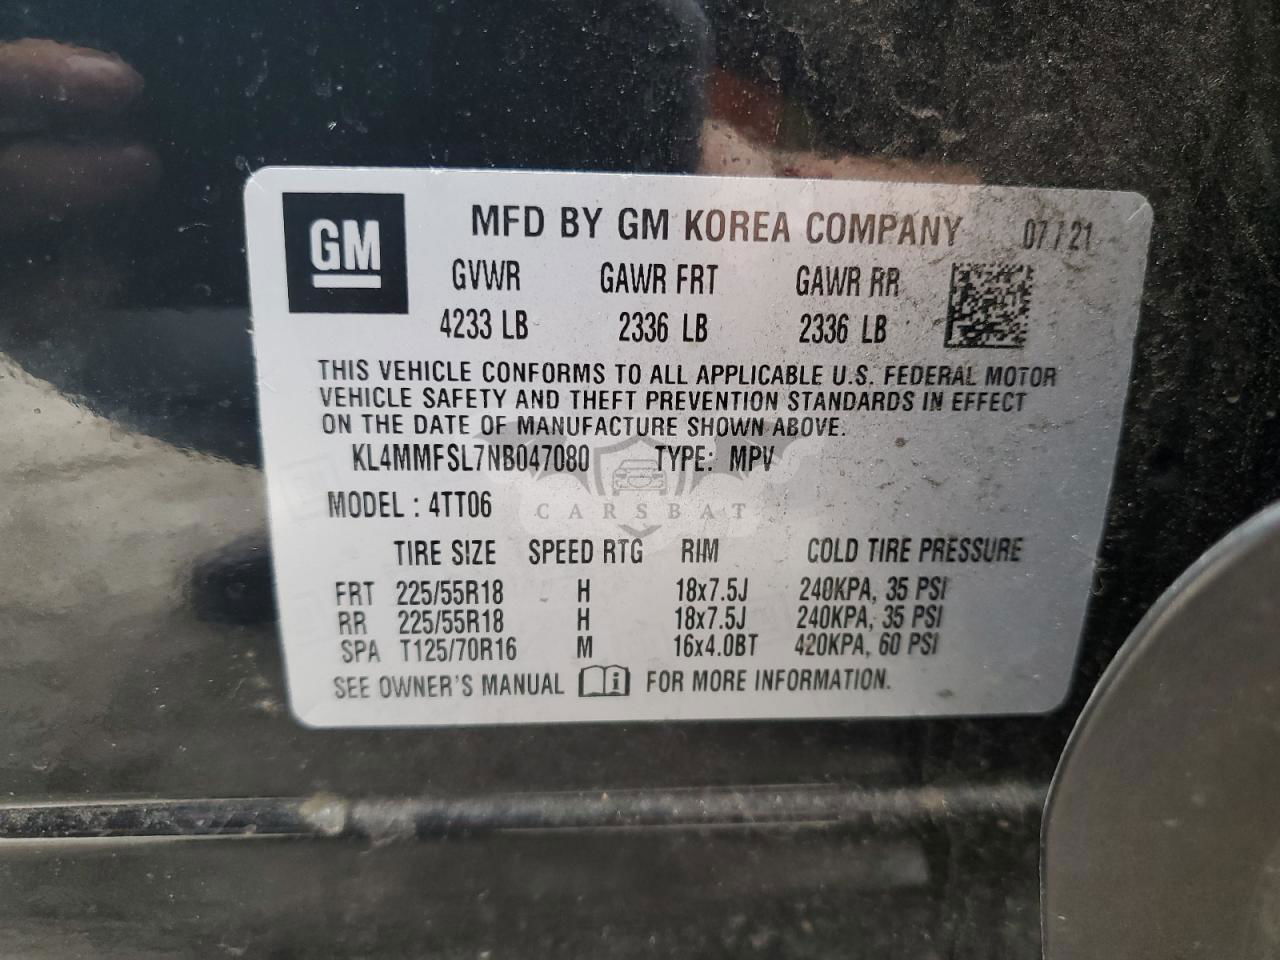 GM
MFD BY GM KOREA COMPANY 07/21
GVWR GAWR FRT GAWR RR
4233 LB 2336 LB 2336 LB
THIS VEHICLE CONFORMS TO ALL APPLICABLE U.S. FEDERAL MOTOR
VEHICLE SAFETY AND THEFT PREVENTION STANDARDS IN EFFECT
ON THE DATE OF MANUFACTURE SHOWN ABOVE.
KL4MMFSL7NB047080 TYPE: MPV
MODEL : 4TT06
CARSBAT
TIRE SIZE SPEED RTG RIM COLD TIRE PRESSURE
FRT 225/55R18 H 18x7.5J 240KPA, 35 PSI
RR 225/55R18 H 18x7.5J 240KPA, 35 PSI
SPA T125/70R16 M 16x4.0BT 420KPA, 60 PSI
SEE OWNER'S MANUAL i FOR MORE INFORMATION.